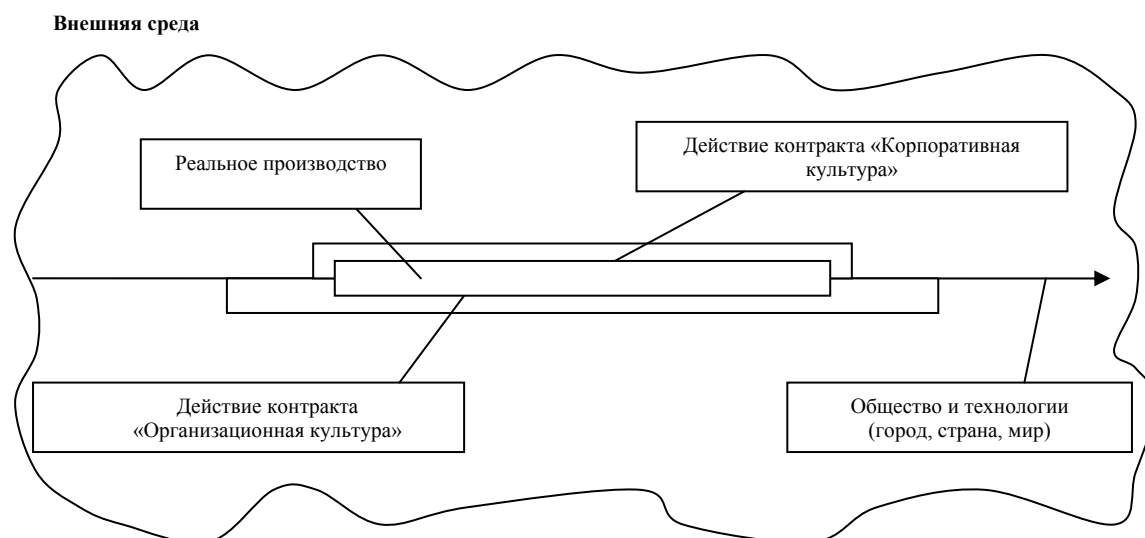 Внешняя среда
Реальное производство
Действие контракта «Корпоративная
культура»
Действие контракта
«Организационная культура»
Общество и технологии
(город, страна, мир)